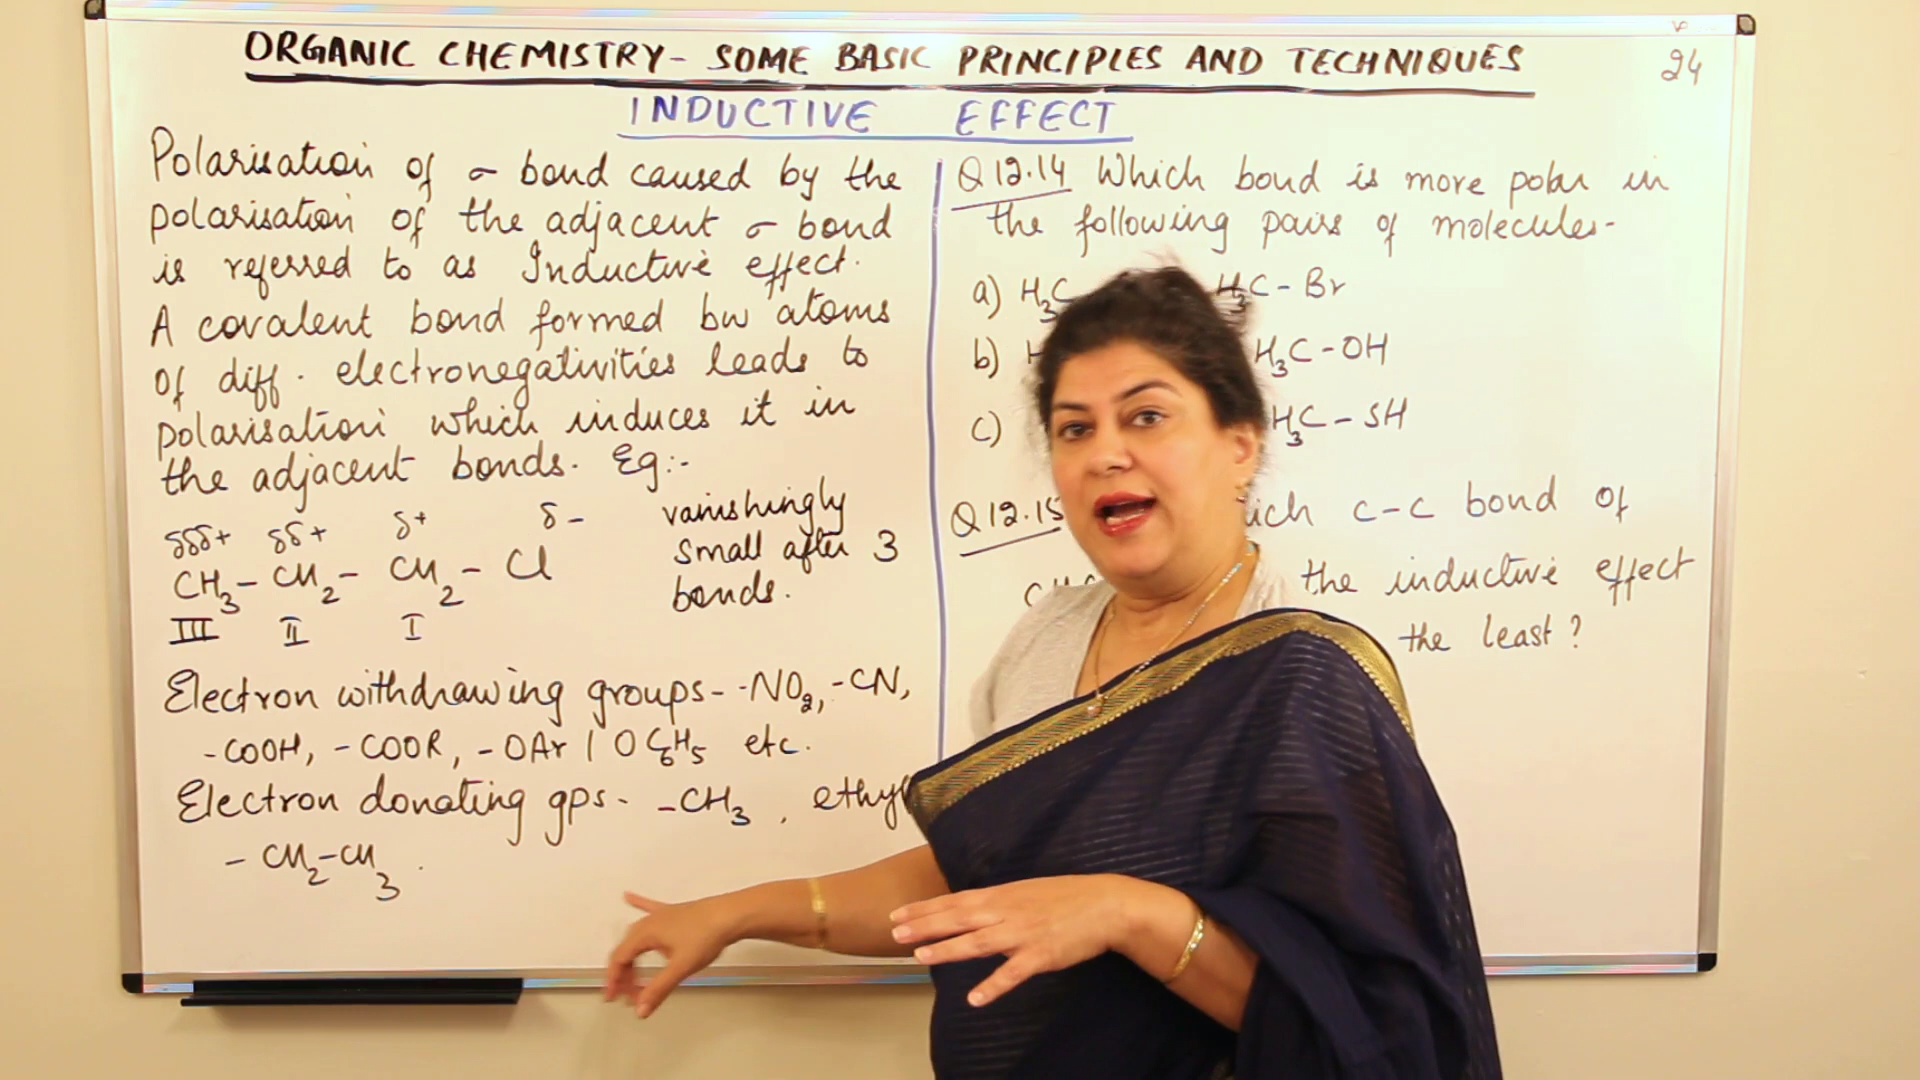 ORGANIC CHEMISTRY- SOME BASIC PRINCIPLES AND TECHNIQUES
24
INDUCTIVE EFFECT
Polarisation of σ bond caused by the
polarisation of the adjacent σ bond
is referred to as Inductive effect.
A covalent bond formed bw atoms
of diff. electronegativities leads to
polarisation which induces it in
the adjacent bonds. Eg:-
δδδ+ δδ+ δ+ δ-
CH3 - CH2 - CH2 - Cl
III II I
vanishingly
small after 3
bonds.
Electron withdrawing groups- -NO2, -CN,
-COOH, -COOR, -OAr / OC6H5 etc.
Electron donating gps- -CH3, ethyl
- CH2-CH3.
Q12.14 Which bond is more polar in
the following pairs of molecules-
a) H3C H3C - Br
b) H H3C - OH
c) H3C - SH
Q12.15 C-C bond of
the inductive effect
the least?